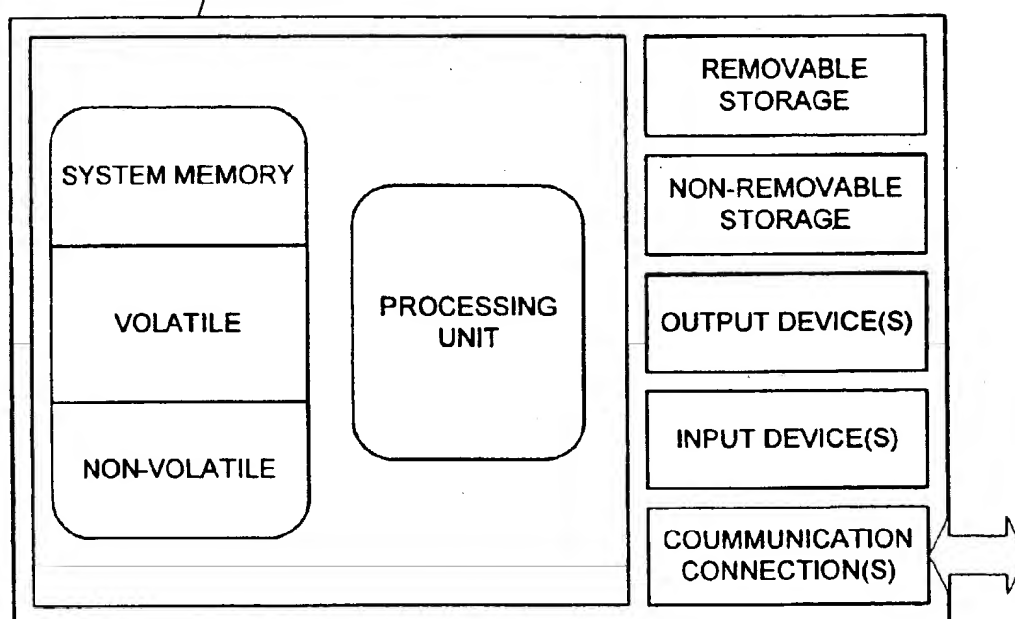 SYSTEM MEMORY
VOLATILE
NON-VOLATILE
PROCESSING
UNIT
REMOVABLE
STORAGE
NON-REMOVABLE
STORAGE
OUTPUT DEVICE(S)
INPUT DEVICE(S)
COUMMUNICATION
CONNECTION(S)